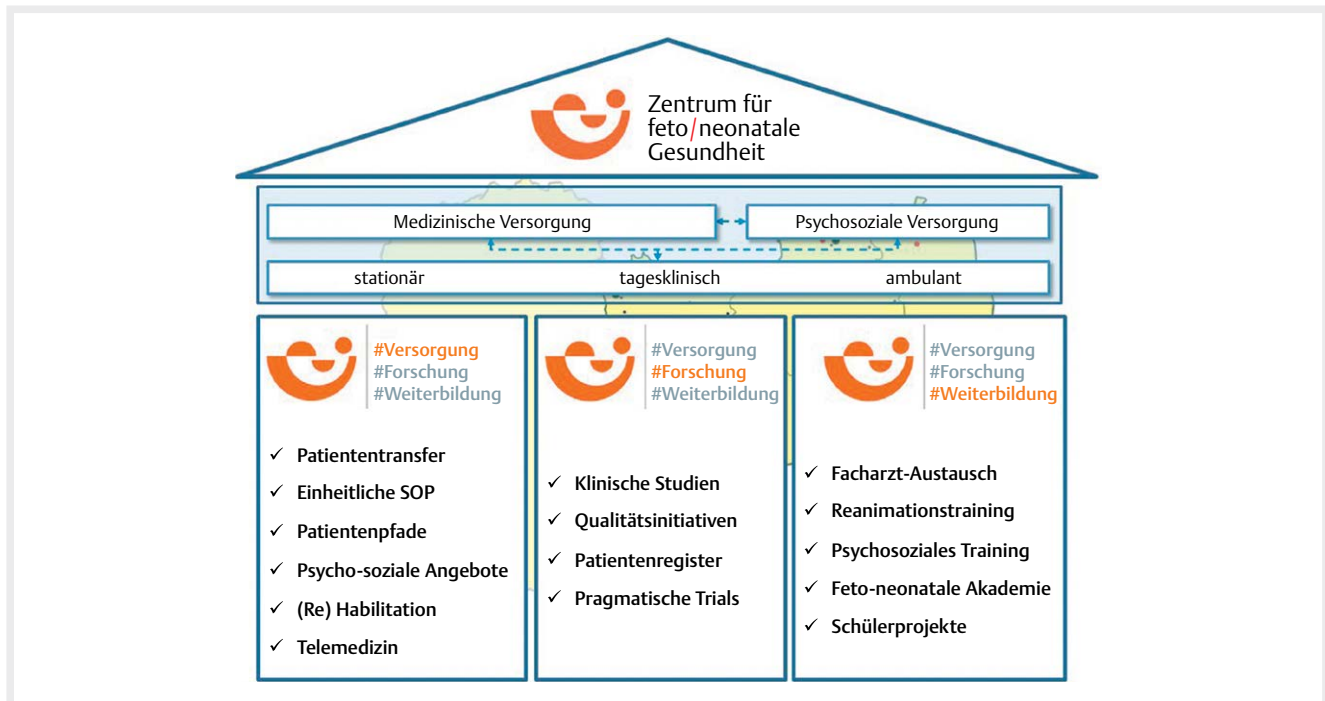 Zentrum für
feto/neonatale
Gesundheit
Medizinische Versorgung
Psychosoziale Versorgung
stationär
tagesklinisch
ambulant
#Versorgung
#Forschung
#Weiterbildung
✓ Patiententransfer
✓ Einheitliche SOP
✓ Patientenpfade
✓ Psycho-soziale Angebote
✓ (Re) Habilitation
✓ Telemedizin
#Versorgung
#Forschung
#Weiterbildung
✓ Klinische Studien
✓ Qualitätsinitiativen
✓ Patientenregister
✓ Pragmatische Trials
#Versorgung
#Forschung
#Weiterbildung
✓ Facharzt-Austausch
✓ Reanimationstraining
✓ Psychosoziales Training
✓ Feto-neonatale Akademie
✓ Schülerprojekte